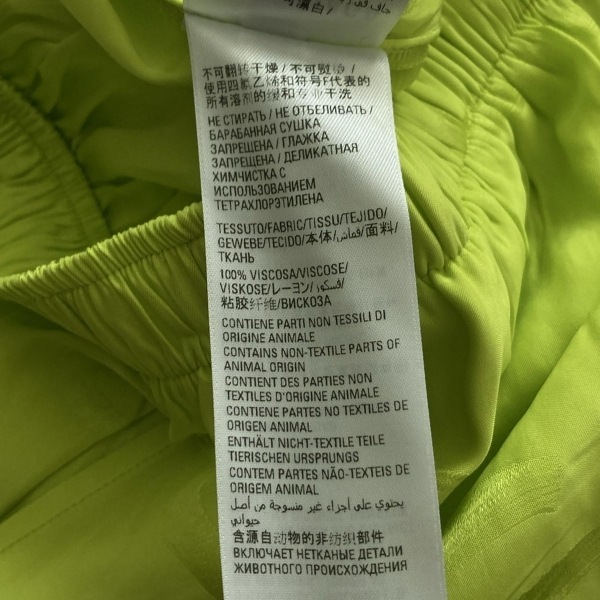 可源自
جاف في
不可翻转干燥/不可熨烫/
使用四氯乙烯和符号F代表的
所有溶剂的缓和专业干洗
НЕ СТИРАТЬ / НЕ ОТБЕЛИВАТЬ /
БАРАБАННАЯ СУШКА
ЗАПРЕЩЕНА / ГЛАЖКА
ЗАПРЕЩЕНА / ДЕЛИКАТНАЯ
ХИМЧИСТКА С
ИСПОЛЬЗОВАНИЕМ
ТЕТРАХЛОРЭТИЛЕНА
TESSUTO/FABRIC/TISSU/TEJIDO/
GEWEBE/TECIDO/本体/قماش/面料/
ТКАНЬ
100% VISCOSA/VISCOSE/
VISKOSE/レーヨン/فسكوز/
粘胶纤维/ВИСКОЗА
CONTIENE PARTI NON TESSILI DI
ORIGINE ANIMALE
CONTAINS NON-TEXTILE PARTS OF
ANIMAL ORIGIN
CONTIENT DES PARTIES NON
TEXTILES D'ORIGINE ANIMALE
CONTIENE PARTES NO TEXTILES DE
ORIGEN ANIMAL
ENTHÄLT NICHT-TEXTILE TEILE
TIERISCHEN URSPRUNGS
CONTEM PARTES NÃO-TEXTEIS DE
ORIGEM ANIMAL
يحتوي على أجزاء غير منسوجة من أصل
حيواني
含源自动物的非纺织部件
ВКЛЮЧАЕТ НЕТКАНЫЕ ДЕТАЛИ
ЖИВОТНОГО ПРОИСХОЖДЕНИЯ